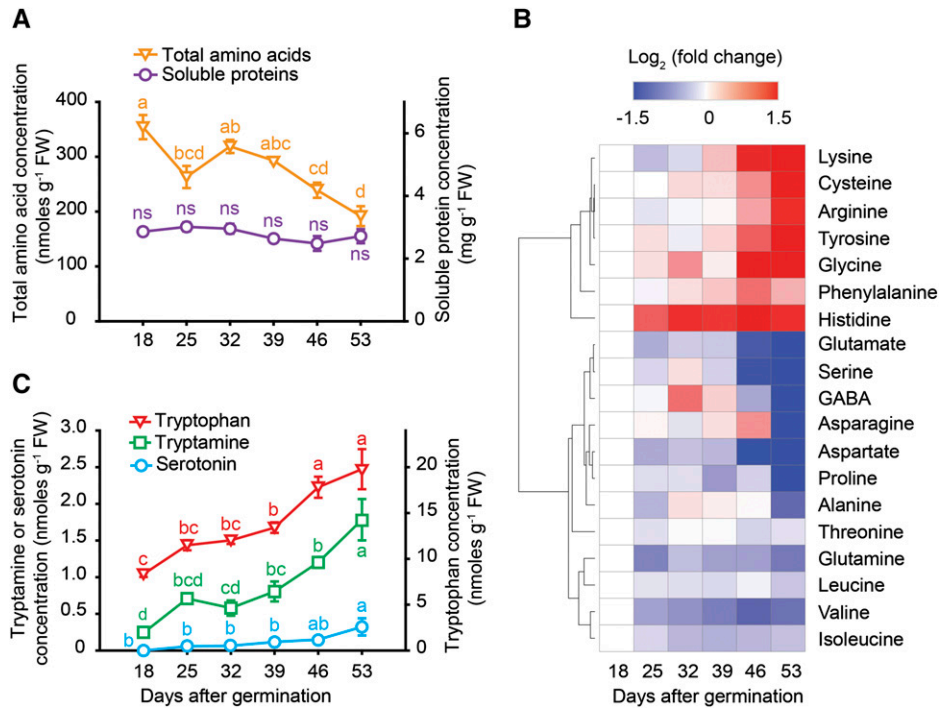 A
Total amino acids
Soluble proteins
Total amino acid concentration
(nmoles g⁻¹ FW)
400
300
200
100
0
a
bcd
ab
abc
cd
d
ns
ns
ns
ns
ns
ns
6
4
2
0
Soluble protein concentration
(mg g⁻¹ FW)
18 25 32 39 46 53
C
Tryptophan
Tryptamine
Serotonin
Tryptamine or serotonin
concentration (nmoles g⁻¹ FW)
3.0
2.5
2.0
1.5
1.0
0.5
0
c
bc
bc
b
a
a
d
bcd
cd
bc
b
a
b
b
b
b
ab
a
20
15
10
5
0
Tryptophan concentration
(nmoles g⁻¹ FW)
18 25 32 39 46 53
Days after germination
B
Log₂ (fold change)
-1.5 0 1.5
Lysine
Cysteine
Arginine
Tyrosine
Glycine
Phenylalanine
Histidine
Glutamate
Serine
GABA
Asparagine
Aspartate
Proline
Alanine
Threonine
Glutamine
Leucine
Valine
Isoleucine
18 25 32 39 46 53
Days after germination